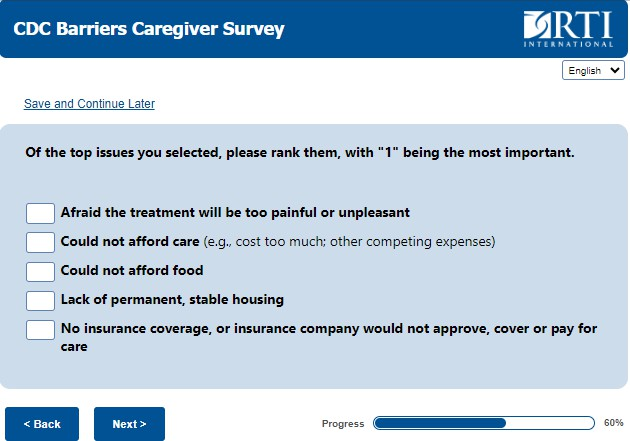 CDC Barriers Caregiver Survey
RTI
INTERNATIONAL
English
Save and Continue Later
Of the top issues you selected, please rank them, with "1" being the most important.
Afraid the treatment will be too painful or unpleasant
Could not afford care (e.g., cost too much; other competing expenses)
Could not afford food
Lack of permanent, stable housing
No insurance coverage, or insurance company would not approve, cover or pay for
care
< Back
Next >
Progress
60%